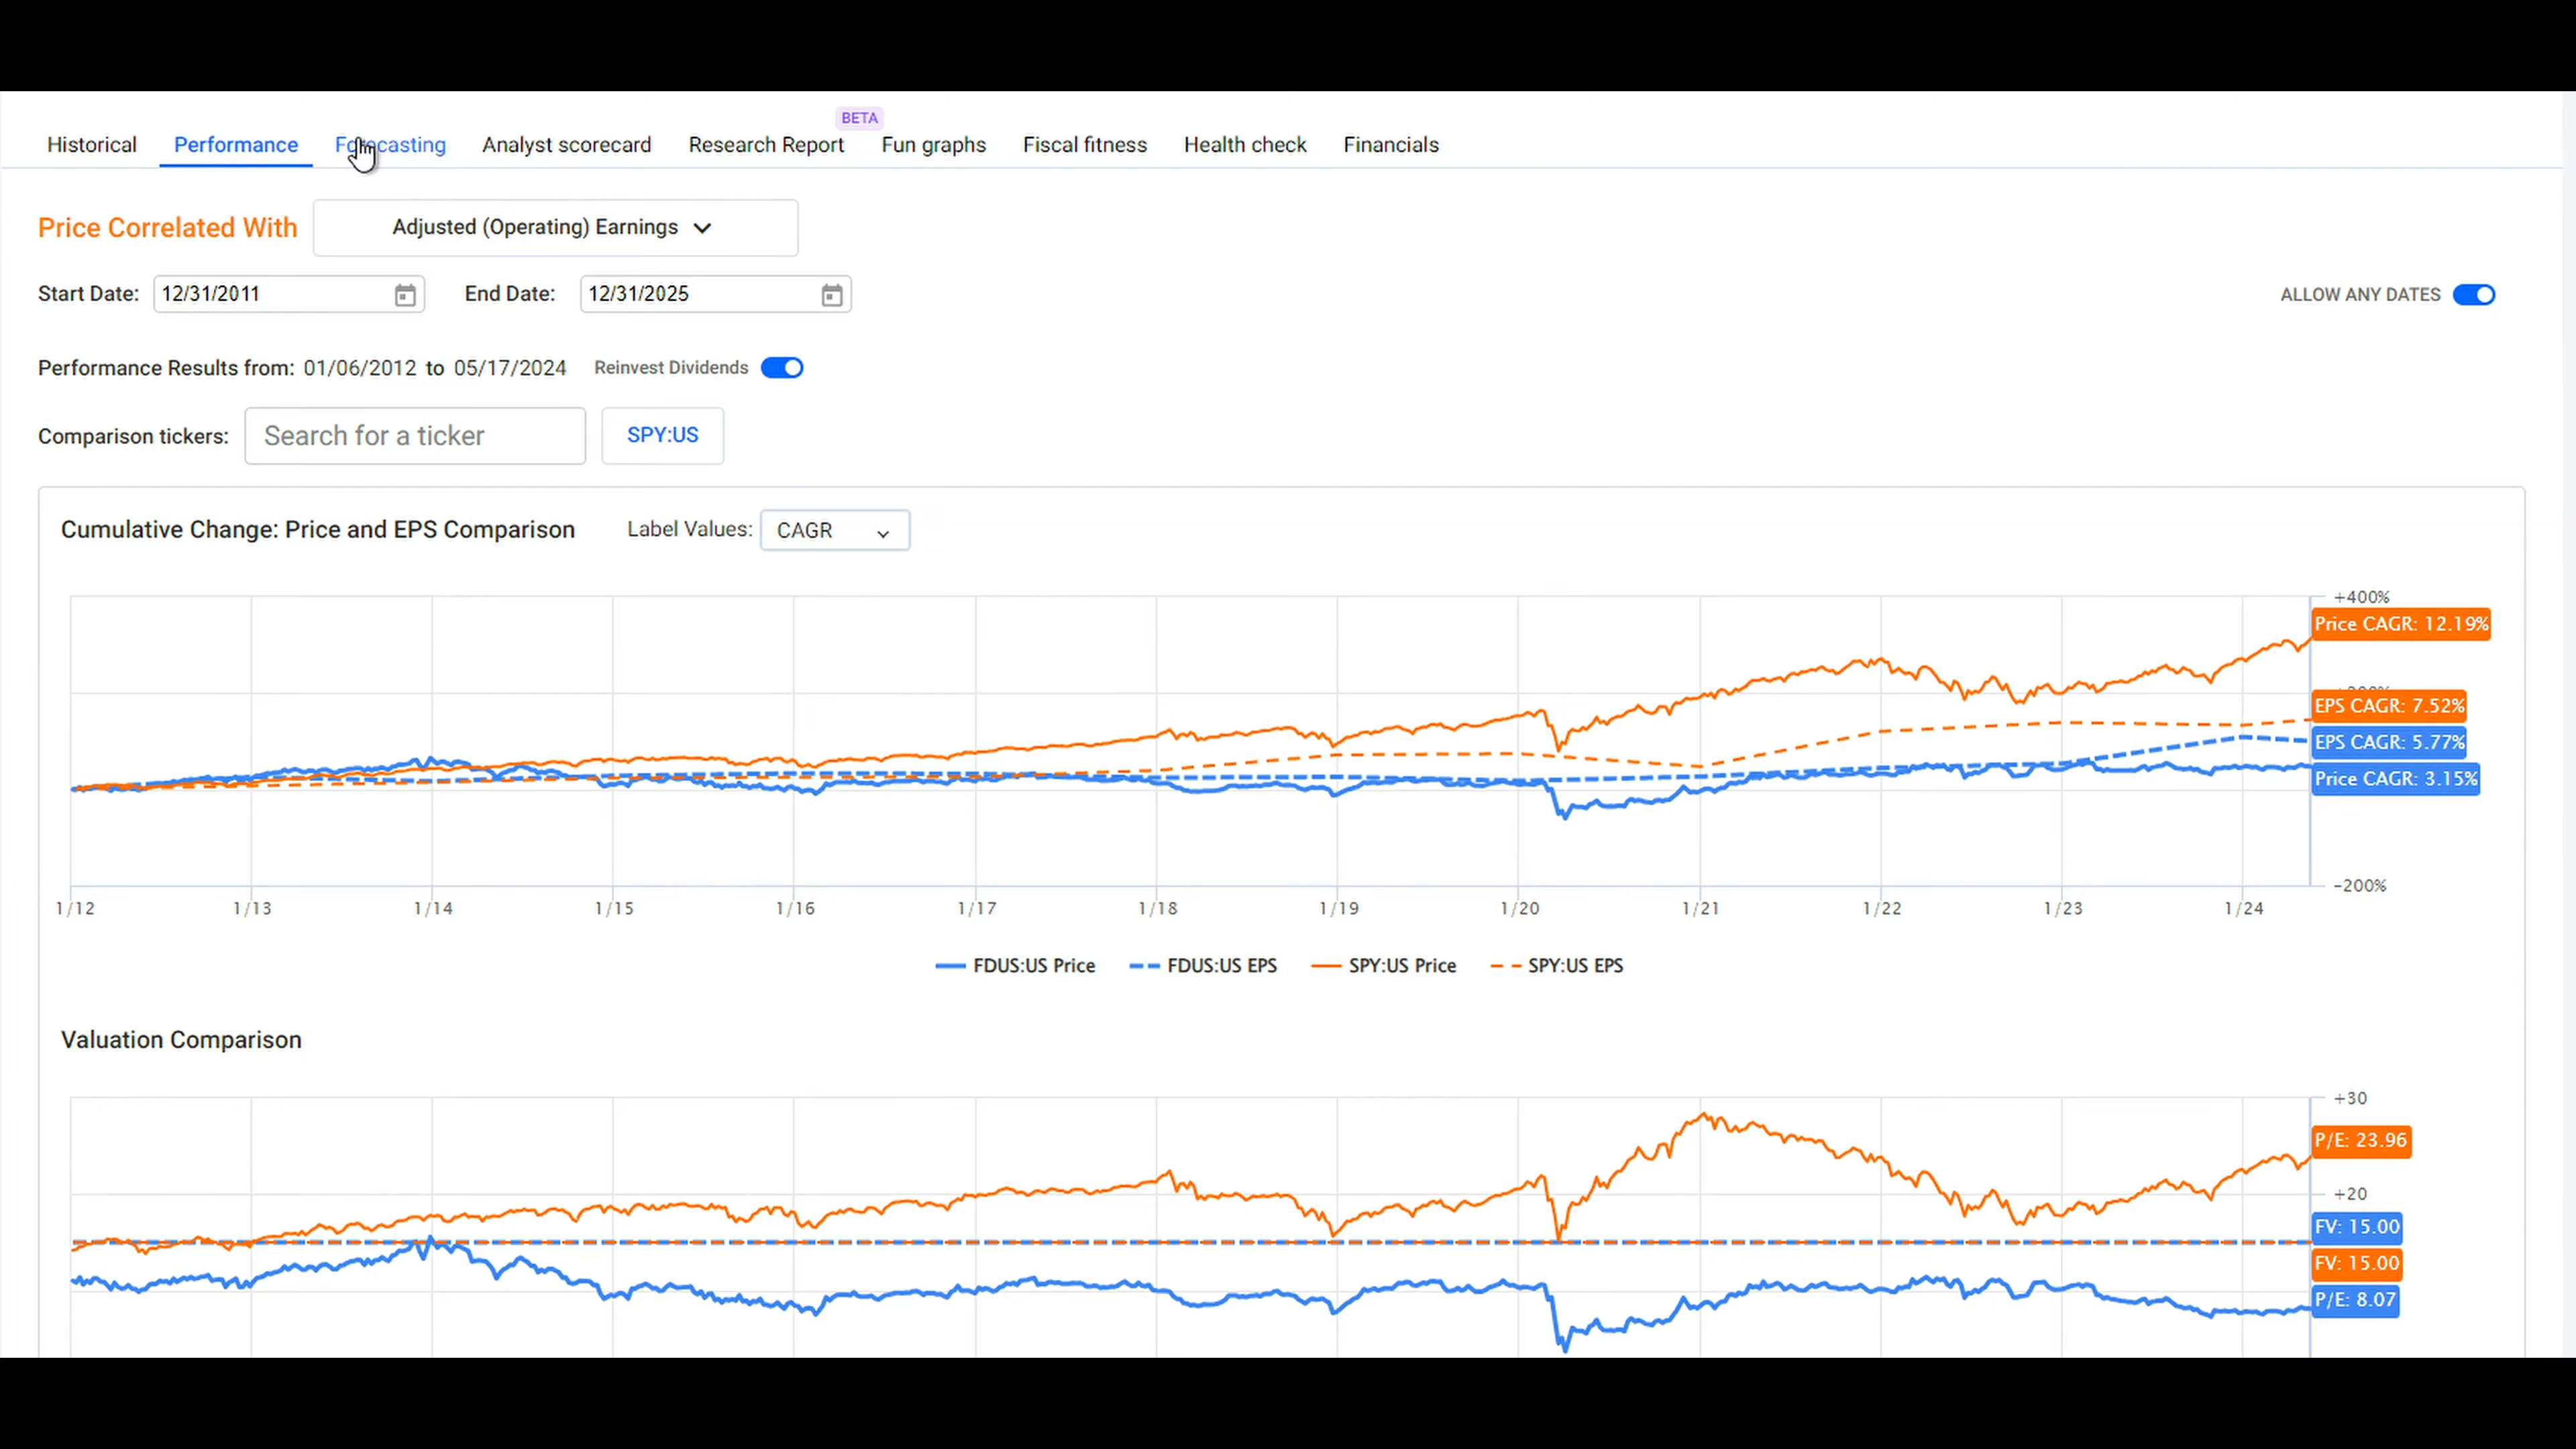 BETA
Historical Performance Forecasting Analyst scorecard Research Report Fun graphs Fiscal fitness Health check Financials
Price Correlated With Adjusted (Operating) Earnings
Start Date: 12/31/2011 End Date: 12/31/2025 ALLOW ANY DATES
Performance Results from: 01/06/2012 to 05/17/2024 Reinvest Dividends
Comparison tickers: Search for a ticker SPY:US
Cumulative Change: Price and EPS Comparison Label Values: CAGR
+400%
Price CAGR: 12.19%
EPS CAGR: 7.52%
EPS CAGR: 5.77%
Price CAGR: 3.15%
-200%
1/12 1/13 1/14 1/15 1/16 1/17 1/18 1/19 1/20 1/21 1/22 1/23 1/24
FDUS:US Price FDUS:US EPS SPY:US Price SPY:US EPS
Valuation Comparison
+30
P/E: 23.96
+20
FV: 15.00
FV: 15.00
P/E: 8.07